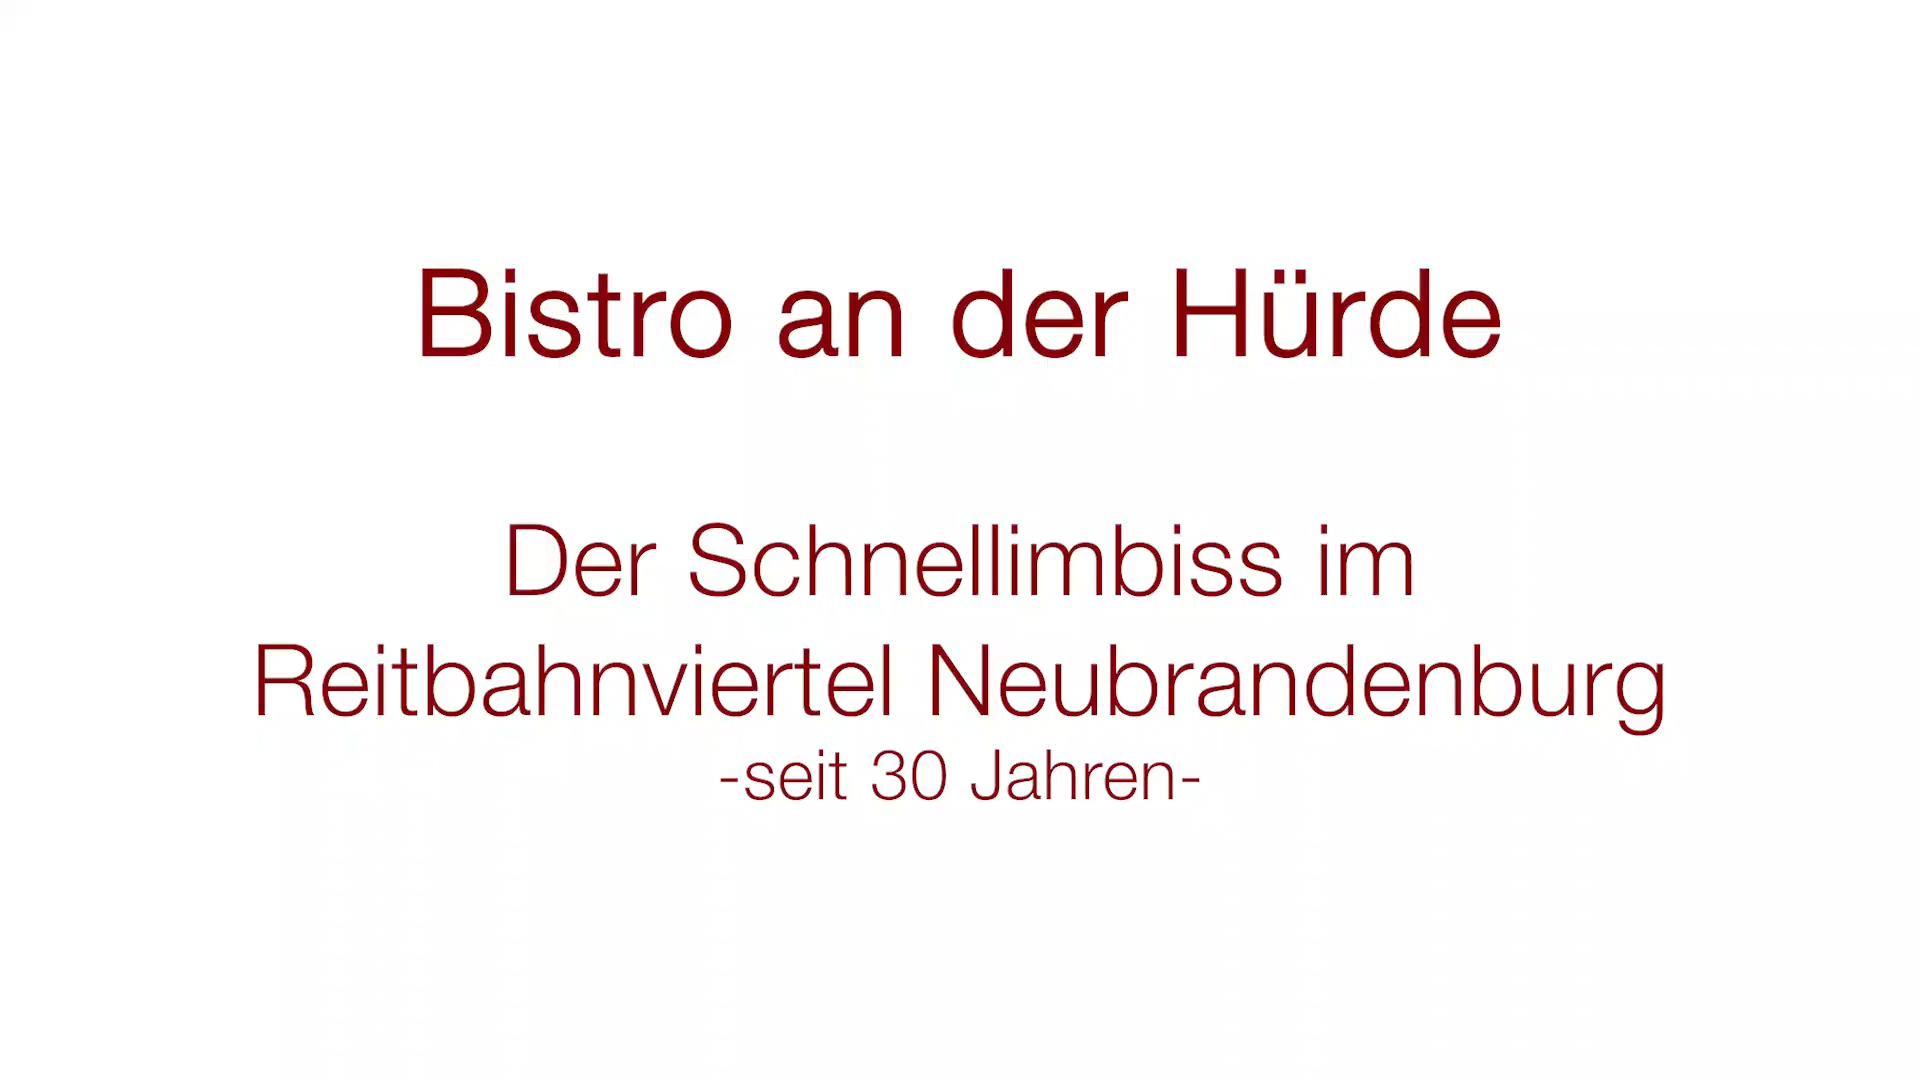 Bistro an der Hürde
Der Schnellimbiss im
Reitbahnviertel Neubrandenburg
-seit 30 Jahren-